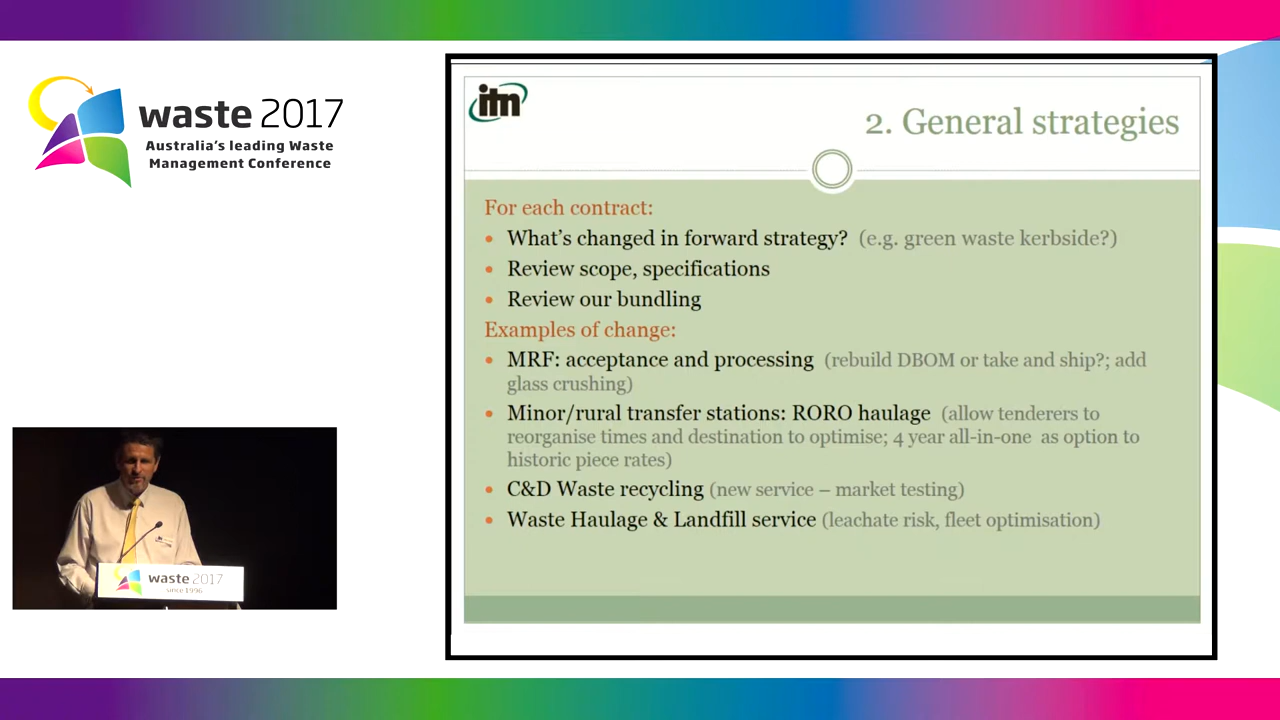 waste 2017
Australia's leading Waste
Management Conference
itm
2. General strategies
For each contract:
• What's changed in forward strategy? (e.g. green waste kerbside?)
• Review scope, specifications
• Review our bundling
Examples of change:
• MRF: acceptance and processing (rebuild DBOM or take and ship?; add
glass crushing)
• Minor/rural transfer stations: RORO haulage (allow tenderers to
reorganise times and destination to optimise; 4 year all-in-one as option to
historic piece rates)
• C&D Waste recycling (new service – market testing)
• Waste Haulage & Landfill service (leachate risk, fleet optimisation)
waste 2017
since 1996